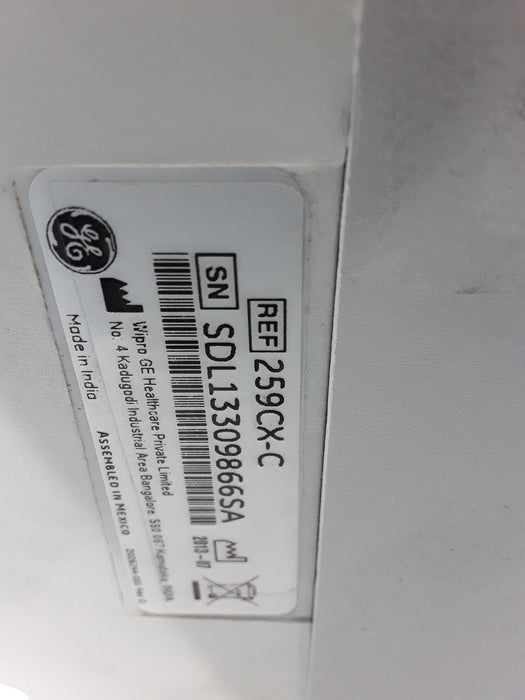 REF 259CX-C
SN SDL13309866SA
2013-07
Wipro GE Healthcare Private Limited
No: 4 Kadugodi Industrial Area Bangalore. 560 067 Karnataka. INDIA
GE
Made in India
ASSEMBLED IN MEXICO